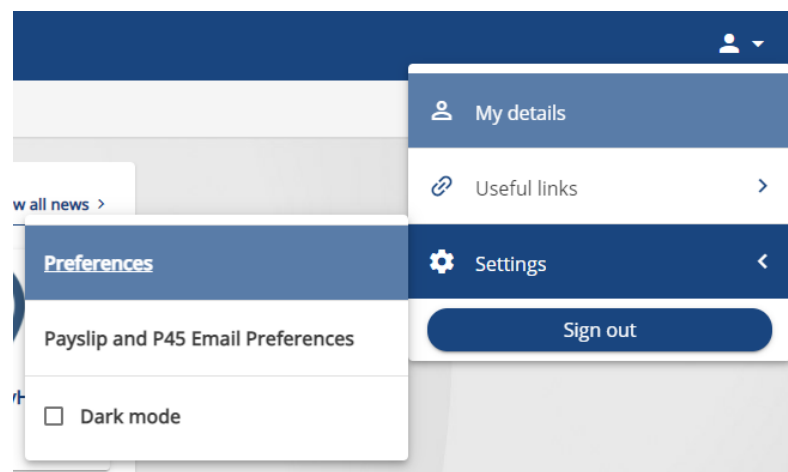 My details
Useful links
w all news >
Preferences
Settings
Payslip and P45 Email Preferences
Sign out
Dark mode